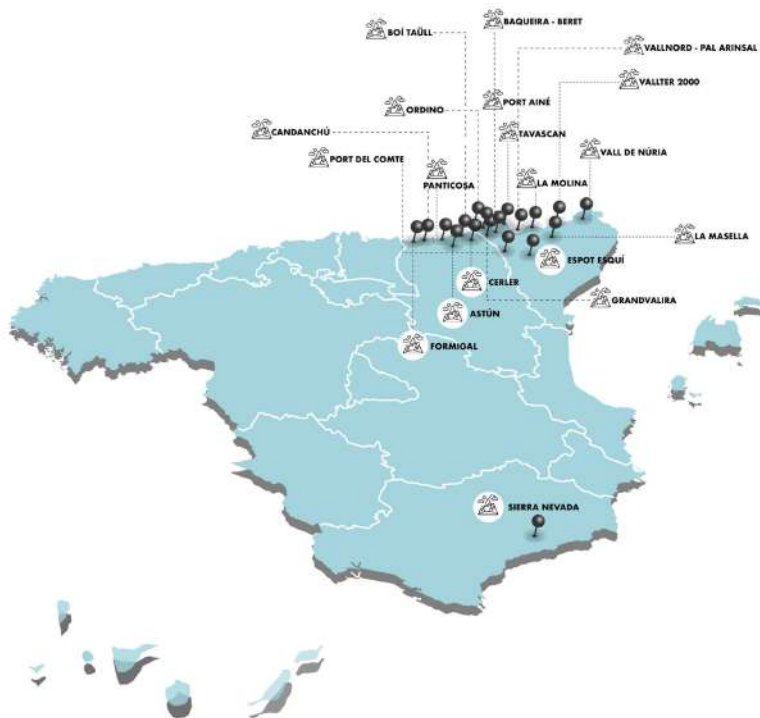 BAQUEIRA - BERET
BOÍ TAÜLL
VALLNORD - PAL ARINSAL
VALLTER 2000
ORDINO
PORT AINÉ
CANDANCHÚ
TAVASCAN
VALL DE NÚRIA
PORT DEL COMTE
PANTICOSA
LA MOLINA
LA MASELLA
ESPOT ESQUÍ
CERLER
GRANDVALIRA
ASTÚN
FORMIGAL
SIERRA NEVADA